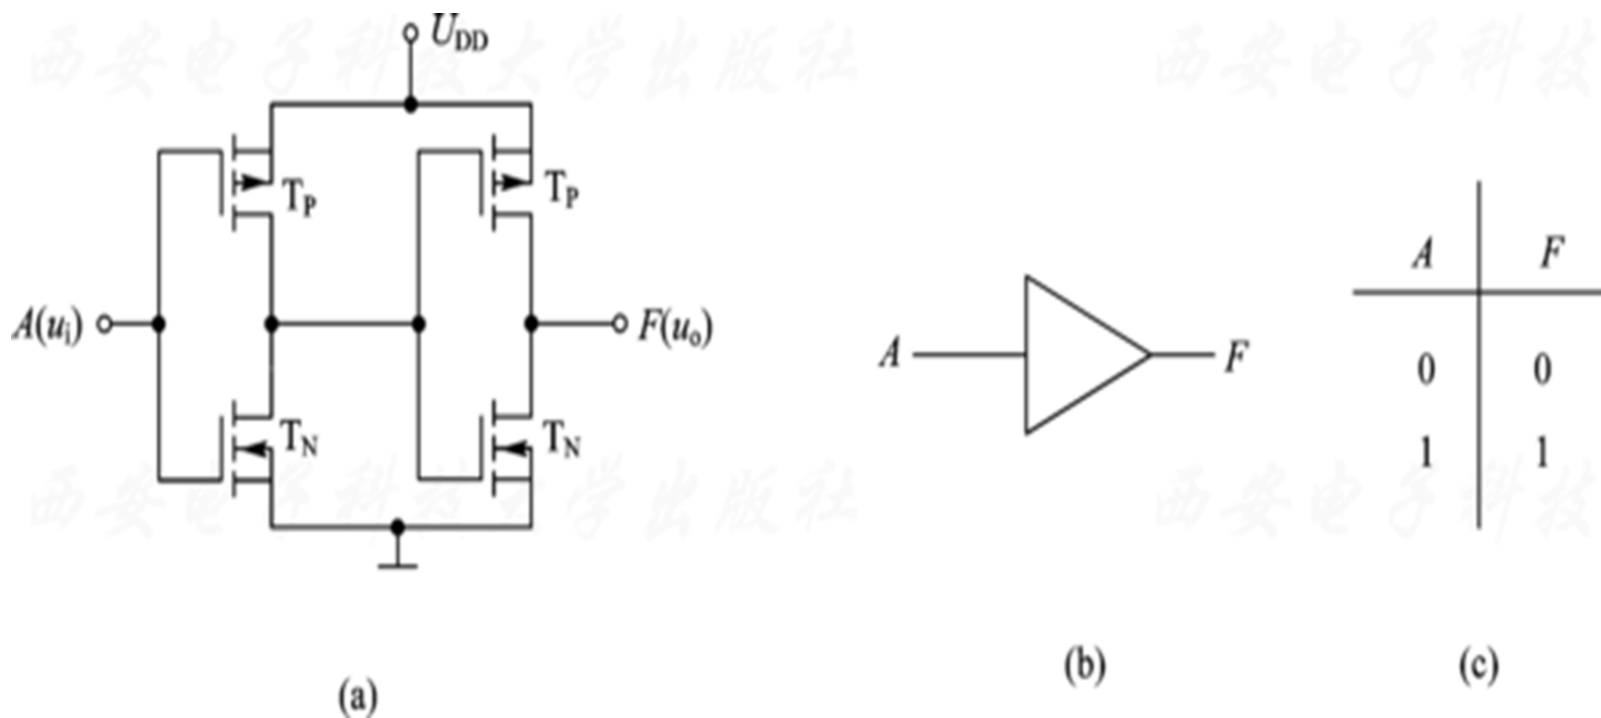 西安电子科技大学出版社
西安电子科技
U_DD
T_P
T_P
A(u_i)
F(u_o)
T_N
T_N
A
F
A F
0 0
1 1
西安电子科技大学出版社
西安电子科技
(a)
(b)
(c)